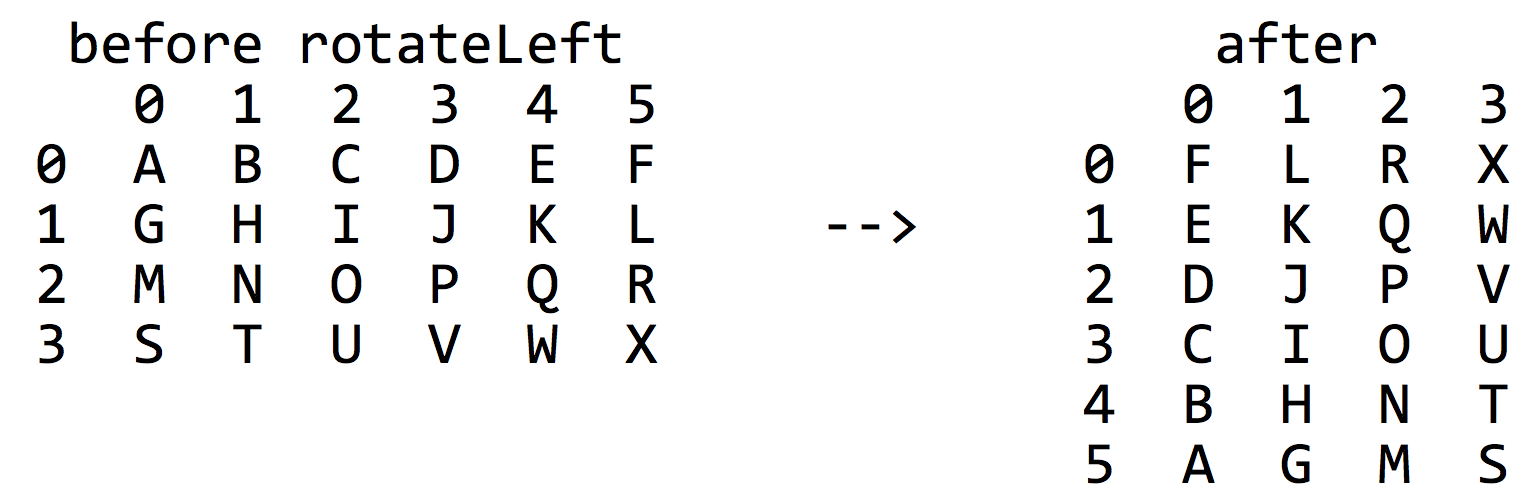 before rotateLeft after
0 1 2 3 4 5 0 1 2 3
0 A B C D E F 0 F L R X
1 G H I J K L --> 1 E K Q W
2 M N O P Q R 2 D J P V
3 S T U V W X 3 C I O U
4 B H N T
5 A G M S